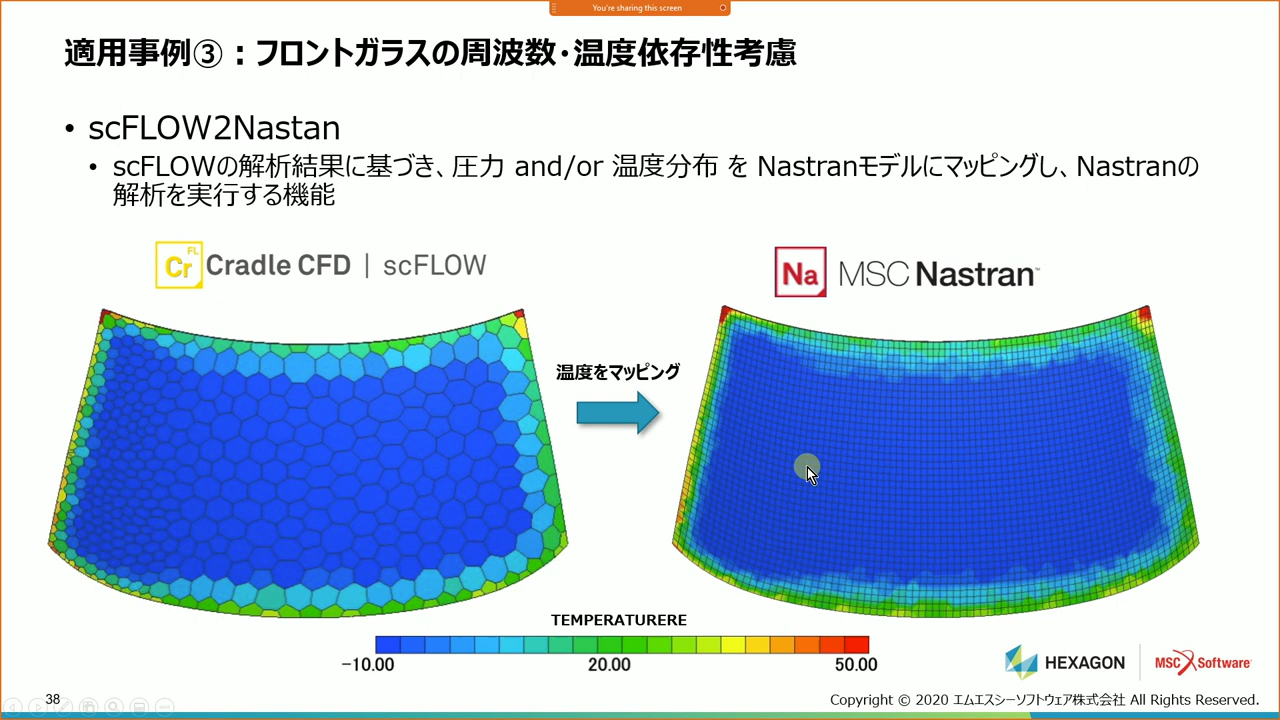 You're sharing this screen
適用事例③：フロントガラスの周波数・温度依存性考慮
• scFLOW2Nastan
• scFLOWの解析結果に基づき、圧力 and/or 温度分布 を Nastranモデルにマッピングし、Nastranの
解析を実行する機能
FL
Cr Cradle CFD | scFLOW
Na MSC Nastran™
温度をマッピング
TEMPERATURERE
−10.00 20.00 50.00
HEXAGON MSC Software
38
Copyright © 2020 エムエスシーソフトウェア株式会社 All Rights Reserved.